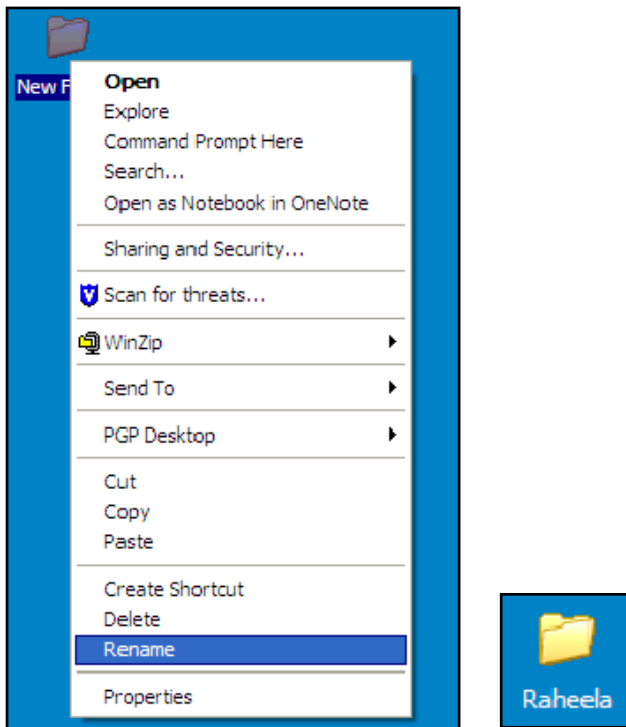 New F
Open
Explore
Command Prompt Here
Search...
Open as Notebook in OneNote
Sharing and Security...
Scan for threats...
WinZip
Send To
PGP Desktop
Cut
Copy
Paste
Create Shortcut
Delete
Rename
Properties
Raheela